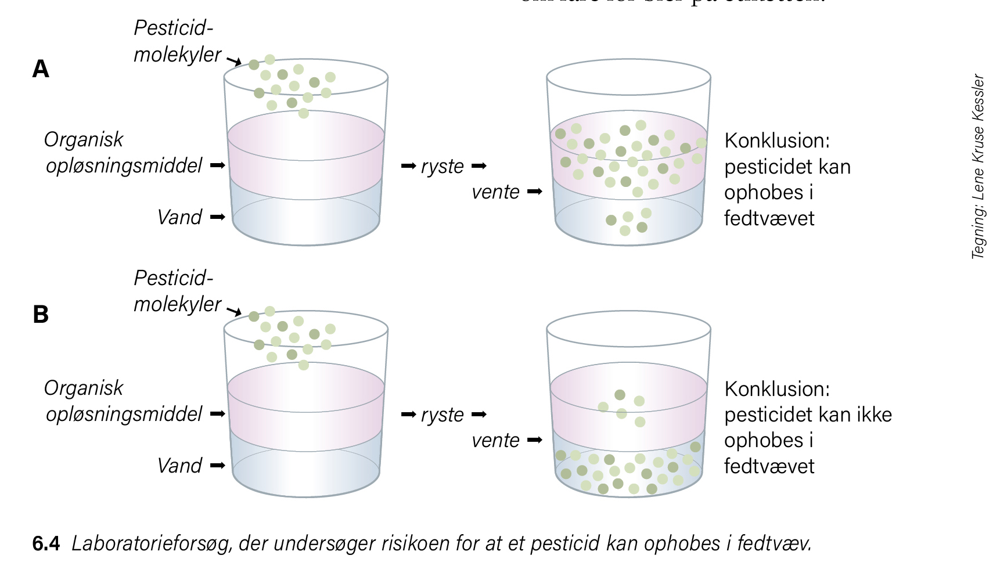 Pesticid-
molekyler
A
Organisk
opløsningsmiddel
Vand
ryste
vente
Konklusion:
pesticidet kan
ophobes i
fedtvævet
Tegning: Lene Kruse Kessler
Pesticid-
molekyler
B
Organisk
opløsningsmiddel
Vand
ryste
vente
Konklusion:
pesticidet kan ikke
ophobes i
fedtvævet
6.4 Laboratorieforsøg, der undersøger risikoen for at et pesticid kan ophobes i fedtvæv.